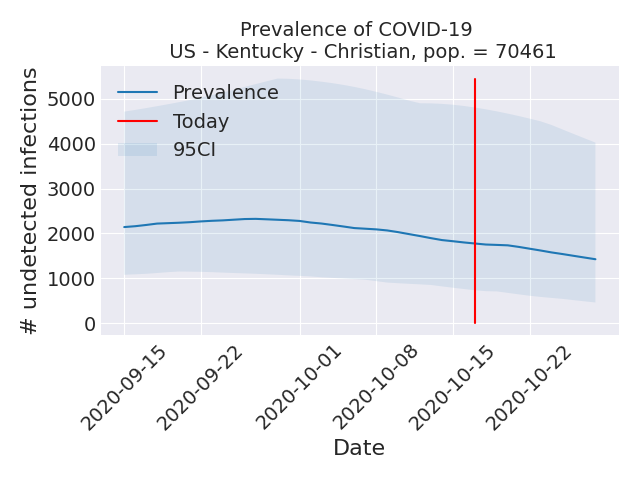 Prevalence of COVID-19
US - Kentucky - Christian, pop. = 70461
# undetected infections
5000
4000
3000
2000
1000
0
Prevalence
Today
95CI
2020-09-15
2020-09-22
2020-10-01
2020-10-08
2020-10-15
2020-10-22
Date